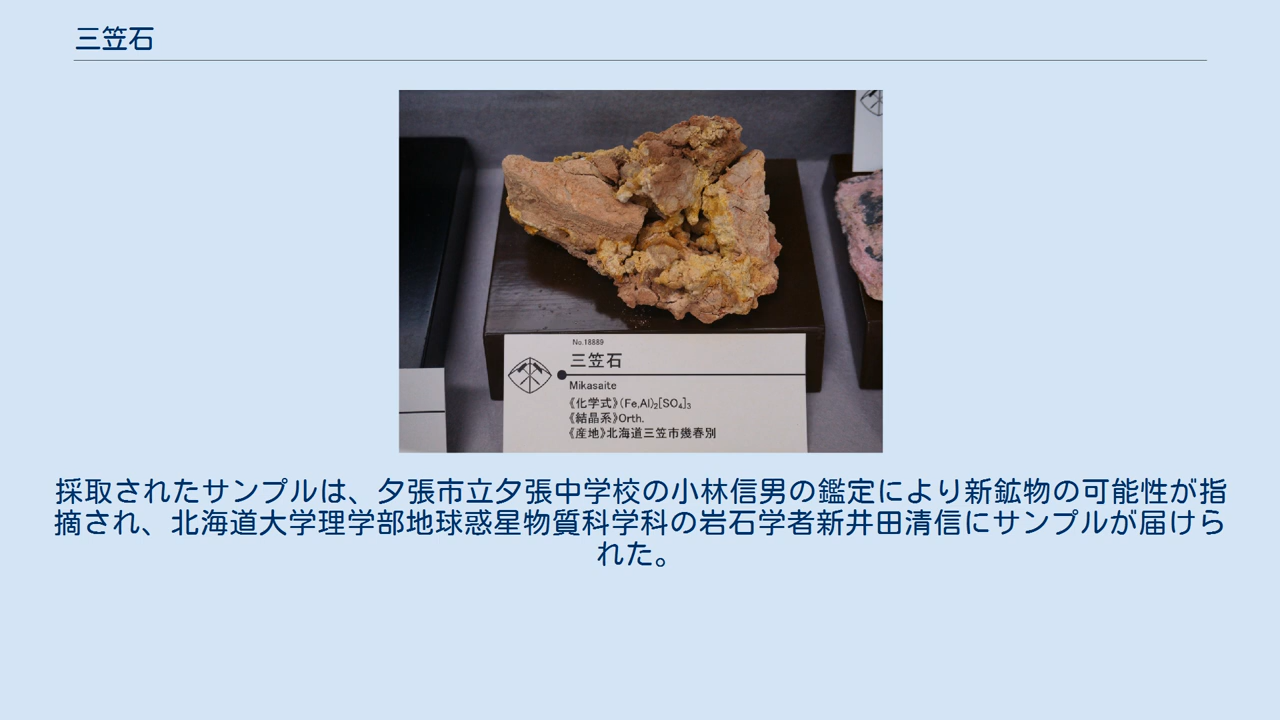 三笠石
No.18889
三笠石
Mikasaite
《化学式》(Fe,Al)₂[SO₄]₃
《結晶系》Orth.
《産地》北海道三笠市幾春別
採取されたサンプルは、夕張市立夕張中学校の小林信男の鑑定により新鉱物の可能性が指
摘され、北海道大学理学部地球惑星物質科学科の岩石学者新井田清信にサンプルが届けら
れた。